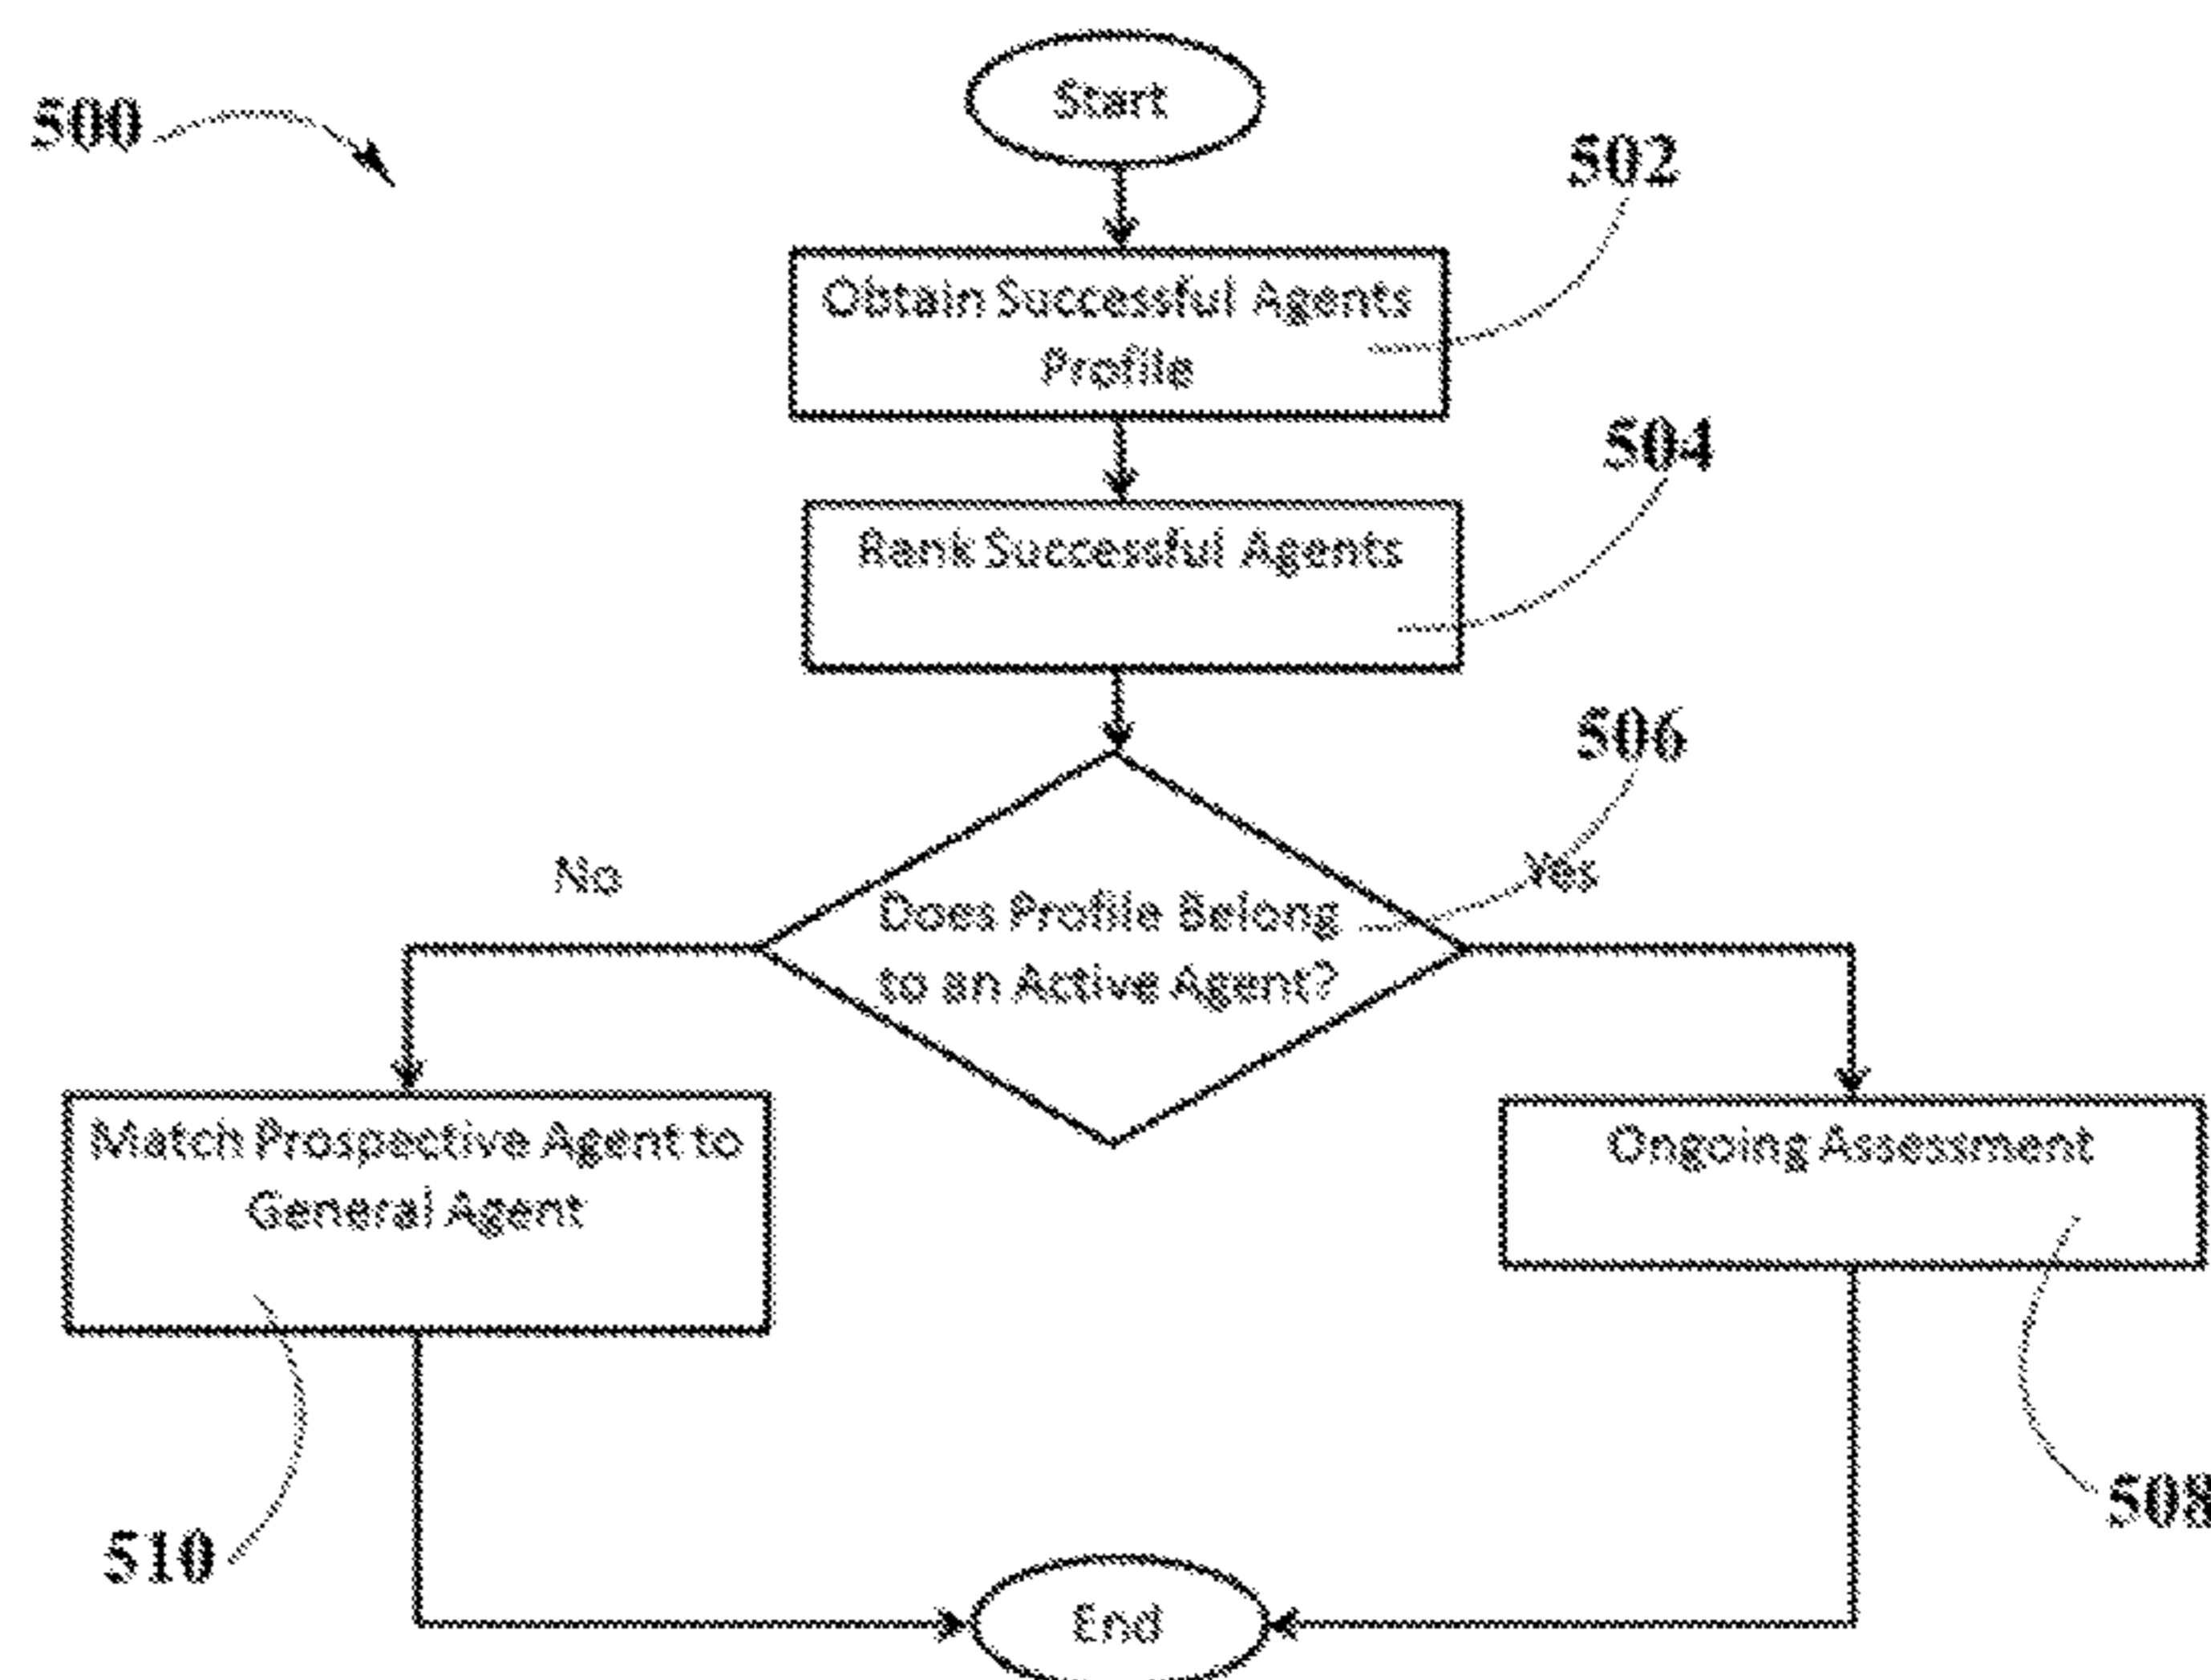 Start
500
502
Obtain Successful Agents
Profile
504
Rank Successful Agents
506
No
Yes
Does Profile Belong
to an Active Agent?
Match Prospective Agent to
General Agent
Ongoing Assessment
508
510
End